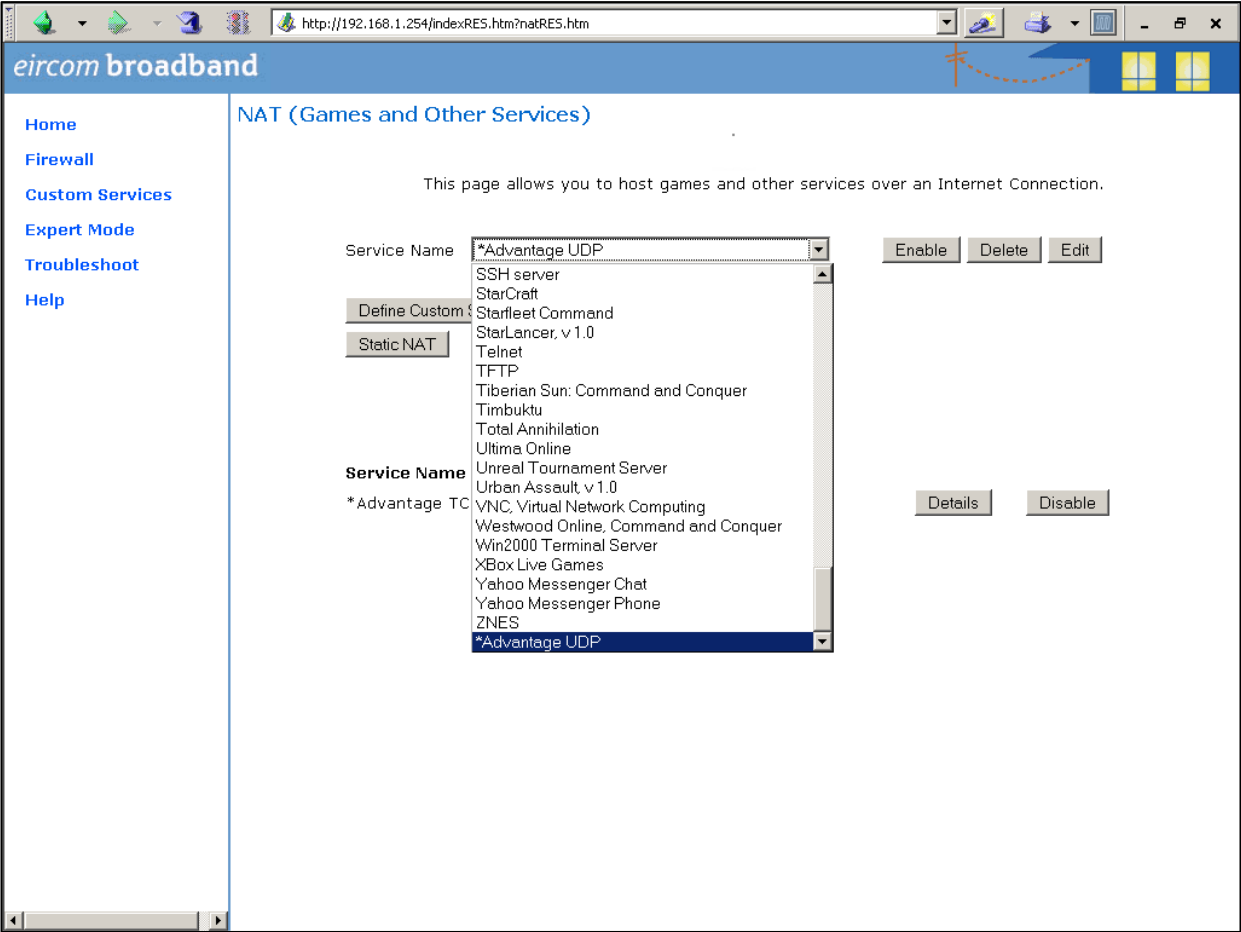 http://192.168.1.254/indexRES.htm?natRES.htm
eircom broadband
Home
Firewall
Custom Services
Expert Mode
Troubleshoot
Help
NAT (Games and Other Services)
This page allows you to host games and other services over an Internet Connection.
Service Name *Advantage UDP Enable Delete Edit
SSH server
StarCraft
Starfleet Command
StarLancer, v 1.0
Telnet
TFTP
Tiberian Sun: Command and Conquer
Timbuktu
Total Annihilation
Ultima Online
Unreal Tournament Server
Urban Assault, v 1.0
VNC, Virtual Network Computing
Westwood Online, Command and Conquer
Win2000 Terminal Server
XBox Live Games
Yahoo Messenger Chat
Yahoo Messenger Phone
ZNES
*Advantage UDP
Define Custom S
Static NAT
Service Name
*Advantage TC Details Disable